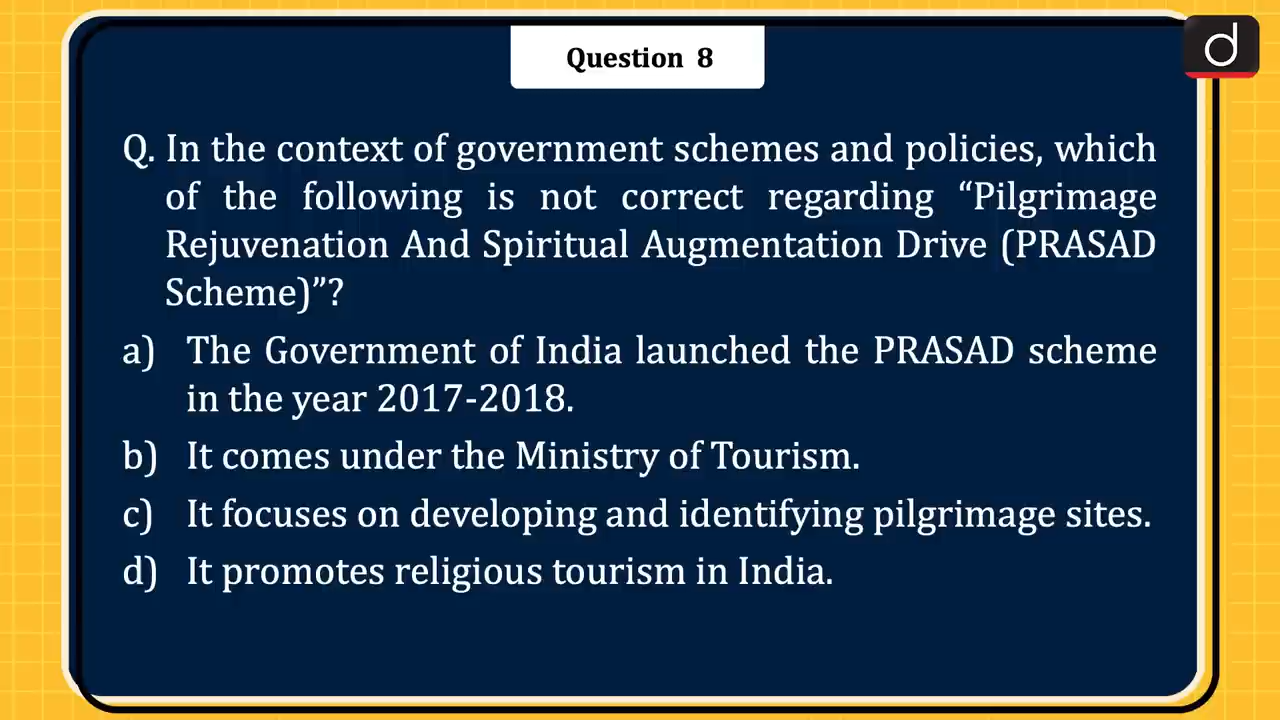 Question 8
d
Q. In the context of government schemes and policies, which
of the following is not correct regarding “Pilgrimage
Rejuvenation And Spiritual Augmentation Drive (PRASAD
Scheme)”?
a) The Government of India launched the PRASAD scheme
in the year 2017-2018.
b) It comes under the Ministry of Tourism.
c) It focuses on developing and identifying pilgrimage sites.
d) It promotes religious tourism in India.